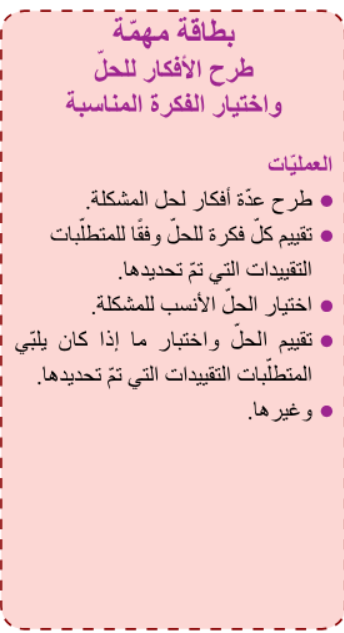 بطاقة مهمّة
طرح الأفكار للحلّ
واختيار الفكرة المناسبة
العمليّات
● طرح عدّة أفكار لحل المشكلة.
● تقييم كلّ فكرة للحلّ وفقًا للمتطلّبات
التقييدات التي تمّ تحديدها.
● اختيار الحلّ الأنسب للمشكلة.
● تقييم الحلّ واختبار ما إذا كان يلبّي
المتطلّبات التقييدات التي تمّ تحديدها.
● وغيرها.